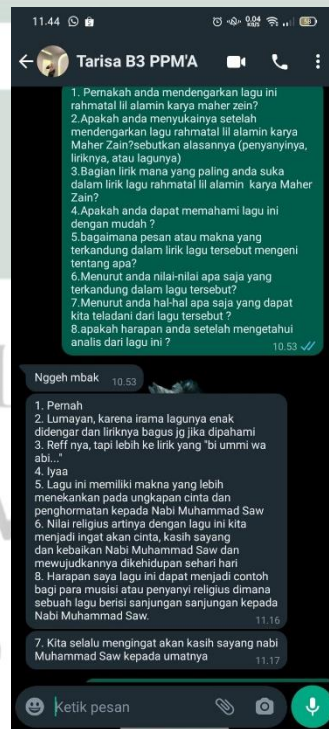 11.44
0.04
KB/S
Tarisa B3 PPM'A
1. Pernakah anda mendengarkan lagu ini
rahmatal lil alamin karya maher zein?
2.Apakah anda menyukainya setelah
mendengarkan lagu rahmatal lil alamin karya
Maher Zain?sebutkan alasannya (penyanyinya,
liriknya, atau lagunya)
3.Bagian lirik mana yang paling anda suka
dalam lirik lagu rahmatal lil alamin karya Maher
Zain?
4.Apakah anda dapat memahami lagu ini
dengan mudah ?
5.bagaimana pesan atau makna yang
terkandung dalam lirik lagu tersebut mengeni
tentang apa?
6.Menurut anda nilai-nilai apa saja yang
terkandung dalam lagu tersebut?
7.Menurut anda hal-hal apa saja yang dapat
kita teladani dari lagu tersebut ?
8.apakah harapan anda setelah mengetahui
analis dari lagu ini ?
10.53
Nggeh mbak 10.53
1. Pernah
2. Lumayan, karena irama lagunya enak
didengar dan liriknya bagus jg jika dipahami
3. Reff nya, tapi lebih ke lirik yang "bi ummi wa
abi..."
4. Iyaa
5. Lagu ini memiliki makna yang lebih
menekankan pada ungkapan cinta dan
penghormatan kepada Nabi Muhammad Saw
6. Nilai religius artinya dengan lagu ini kita
menjadi ingat akan cinta, kasih sayang
dan kebaikan Nabi Muhammad Saw dan
mewujudkannya dikehidupan sehari hari
8. Harapan saya lagu ini dapat menjadi contoh
bagi para musisi atau penyanyi religius dimana
sebuah lagu berisi sanjungan sanjungan kepada
Nabi Muhammad Saw.
11.16
7. Kita selalu mengingat akan kasih sayang nabi
Muhammad Saw kepada umatnya
11.17
Ketik pesan